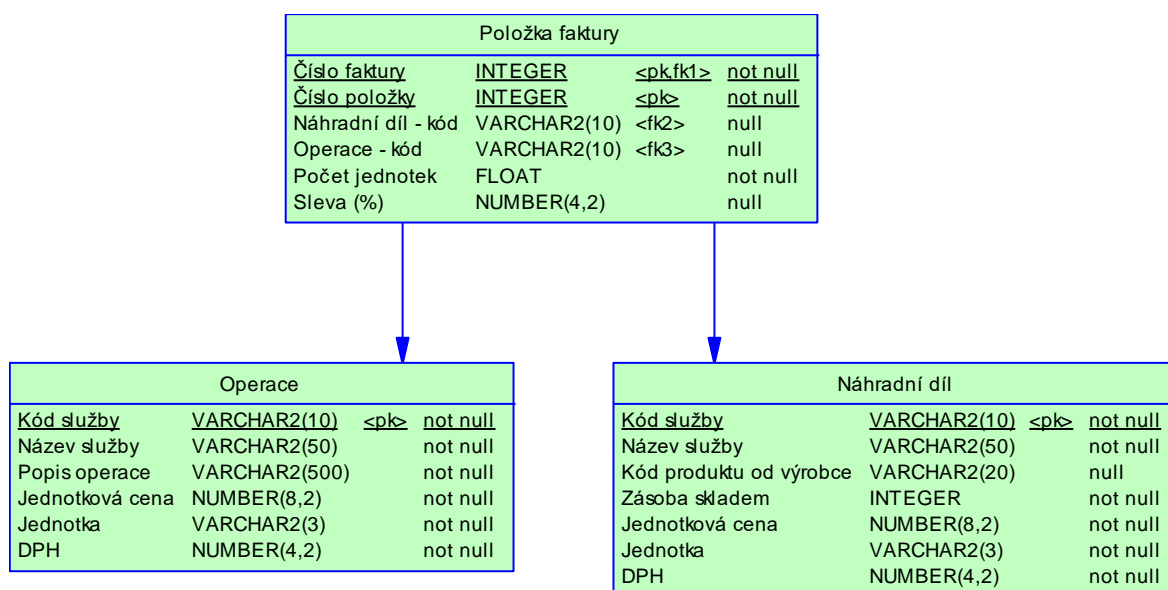 Položka faktury
Číslo faktury INTEGER <pk,fk1> not null
Číslo položky INTEGER <pk> not null
Náhradní díl - kód VARCHAR2(10) <fk2> null
Operace - kód VARCHAR2(10) <fk3> null
Počet jednotek FLOAT not null
Sleva (%) NUMBER(4,2) null
Operace
Kód služby VARCHAR2(10) <pk> not null
Název služby VARCHAR2(50) not null
Popis operace VARCHAR2(500) not null
Jednotková cena NUMBER(8,2) not null
Jednotka VARCHAR2(3) not null
DPH NUMBER(4,2) not null
Náhradní díl
Kód služby VARCHAR2(10) <pk> not null
Název služby VARCHAR2(50) not null
Kód produktu od výrobce VARCHAR2(20) null
Zásoba skladem INTEGER not null
Jednotková cena NUMBER(8,2) not null
Jednotka VARCHAR2(3) not null
DPH NUMBER(4,2) not null